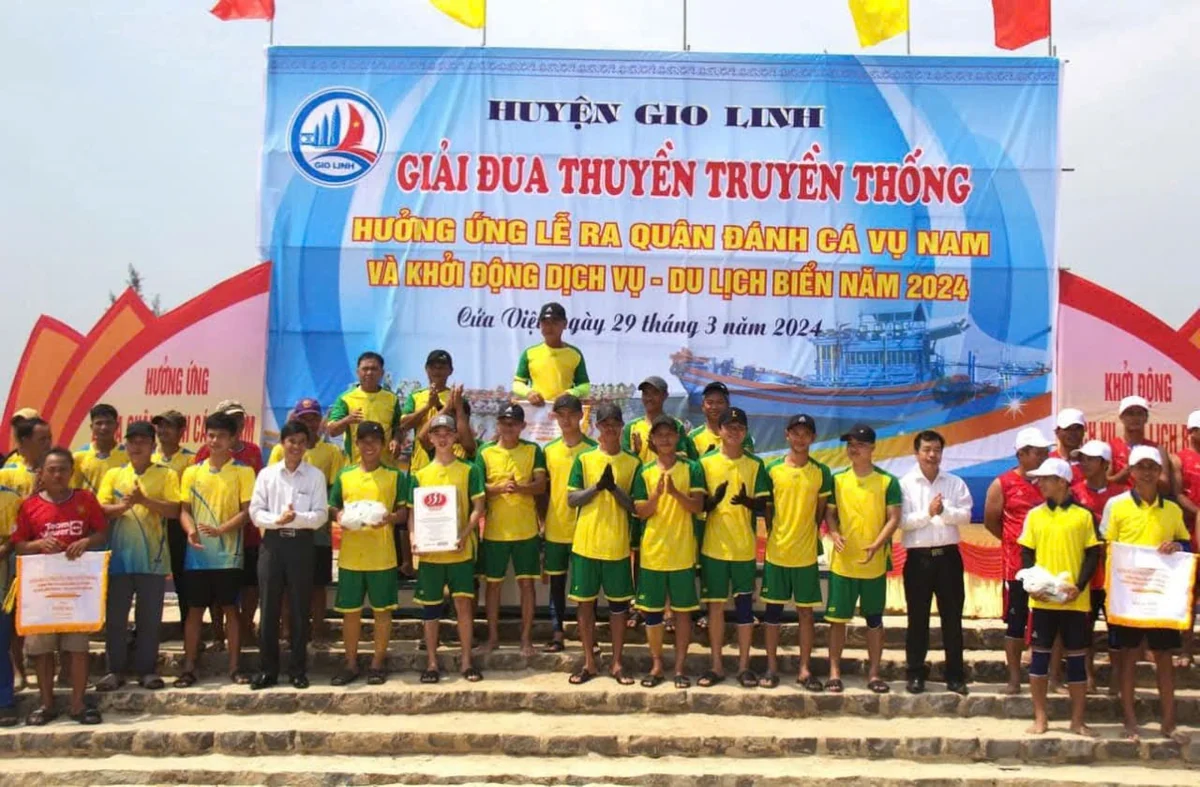 HUYỆN GIO LINH
GIO LINH
GIẢI ĐUA THUYỀN TRUYỀN THỐNG
HƯỞNG ỨNG LỄ RA QUÂN ĐÁNH CÁ VỤ NAM
VÀ KHỞI ĐỘNG DỊCH VỤ - DU LỊCH BIỂN NĂM 2024
Cửa Việt, ngày 29 tháng 3 năm 2024
HƯỞNG ỨNG
KHỞI ĐỘNG